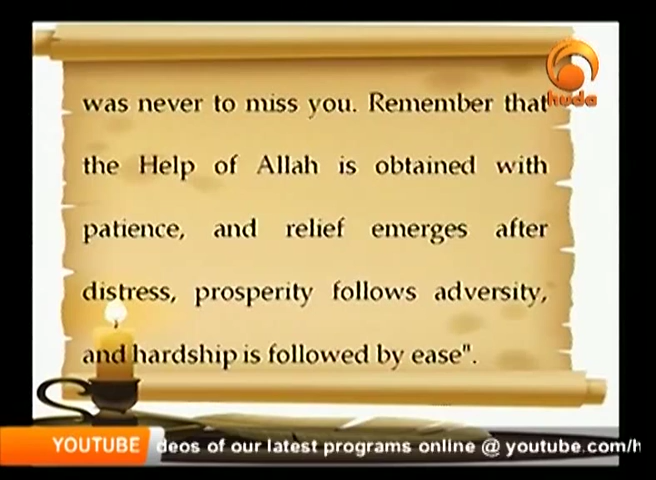 was never to miss you. Remember that
the Help of Allah is obtained with
patience, and relief emerges after
distress, prosperity follows adversity,
and hardship is followed by ease".
huda
YOUTUBE
deos of our latest programs online @ youtube.com/h